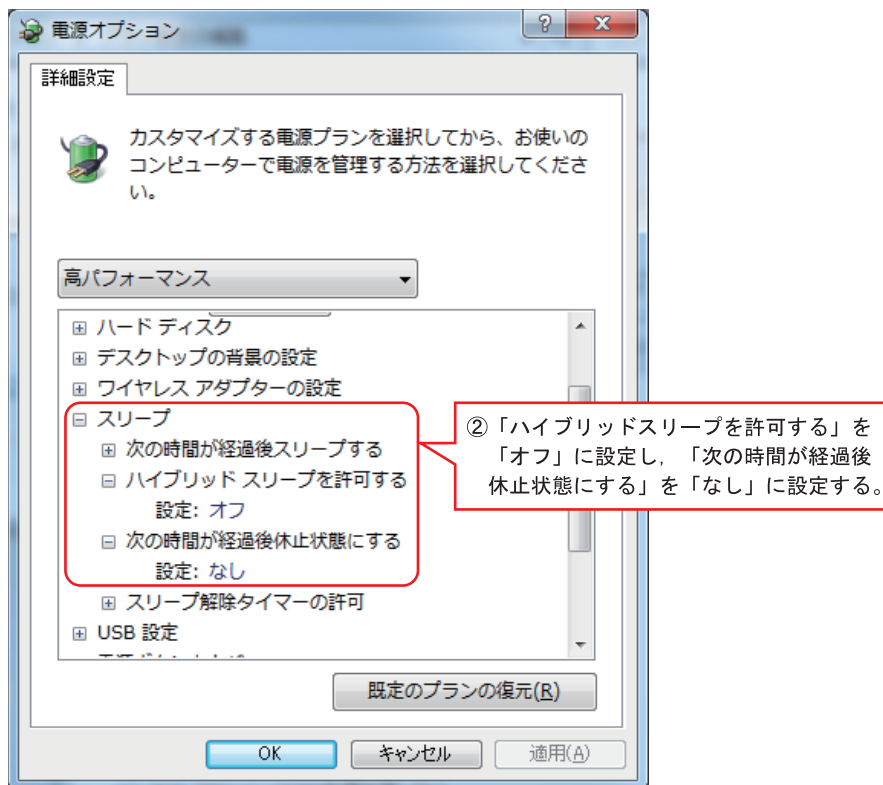 電源オプション
詳細設定
カスタマイズする電源プランを選択してから、お使いの
コンピューターで電源を管理する方法を選択してくださ
い。
高パフォーマンス
ハード ディスク
デスクトップの背景の設定
ワイヤレス アダプターの設定
スリープ
次の時間が経過後スリープする
ハイブリッド スリープを許可する
設定: オフ
次の時間が経過後休止状態にする
設定: なし
スリープ解除タイマーの許可
USB 設定
②「ハイブリッドスリープを許可する」を
「オフ」に設定し，「次の時間が経過後
休止状態にする」を「なし」に設定する。
既定のプランの復元(R)
OK
キャンセル
適用(A)